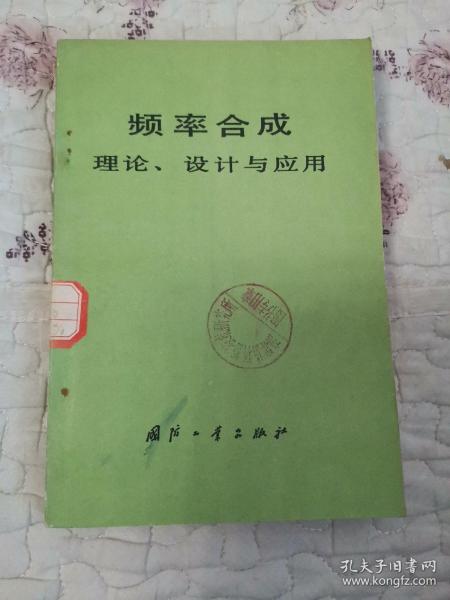 频率合成
理论、设计与应用
国防工业出版社
孔夫子旧书网
www.kongfz.com